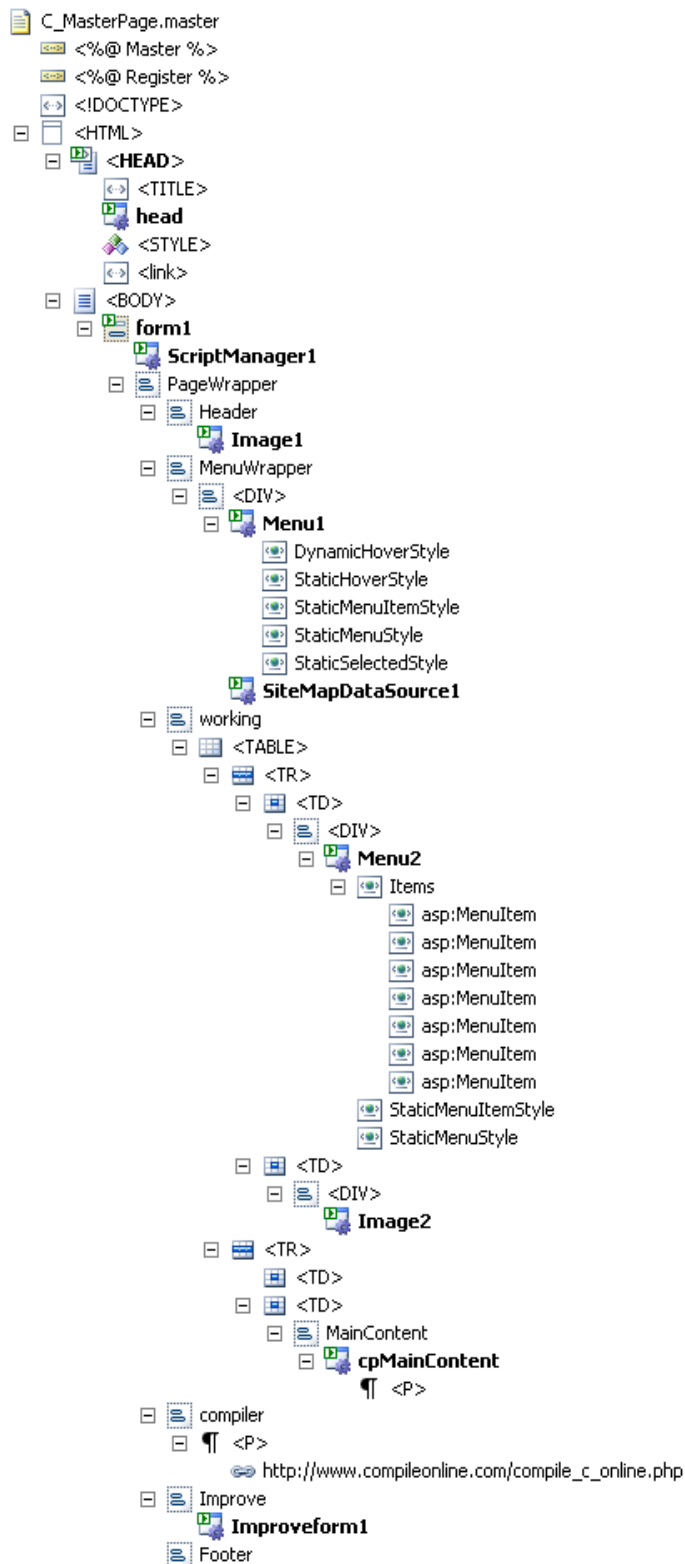 C_MasterPage.master
<%@ Master %>
<%@ Register %>
<!DOCTYPE>
<HTML>
<HEAD>
<TITLE>
head
<STYLE>
<link>
<BODY>
form1
ScriptManager1
PageWrapper
Header
Image1
MenuWrapper
<DIV>
Menu1
DynamicHoverStyle
StaticHoverStyle
StaticMenuItemStyle
StaticMenuStyle
StaticSelectedStyle
SiteMapDataSource1
working
<TABLE>
<TR>
<TD>
<DIV>
Menu2
Items
asp:MenuItem
asp:MenuItem
asp:MenuItem
asp:MenuItem
asp:MenuItem
asp:MenuItem
asp:MenuItem
StaticMenuItemStyle
StaticMenuStyle
<TD>
<DIV>
Image2
<TR>
<TD>
<TD>
MainContent
cpMainContent
<P>
compiler
<P>
http://www.compileonline.com/compile_c_online.php
Improve
Improveform1
Footer